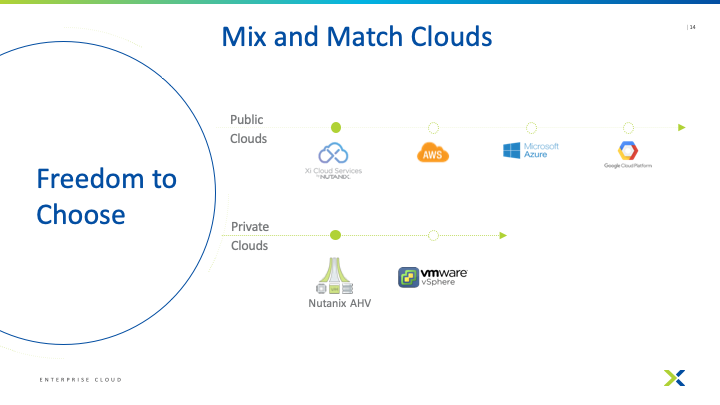 Mix and Match Clouds
| 14
Public
Clouds
Xi Cloud Services
by NUTANIX
AWS
Microsoft
Azure
Google Cloud Platform
Freedom to
Choose
Private
Clouds
Nutanix AHV
vmware
vSphere
ENTERPRISE CLOUD